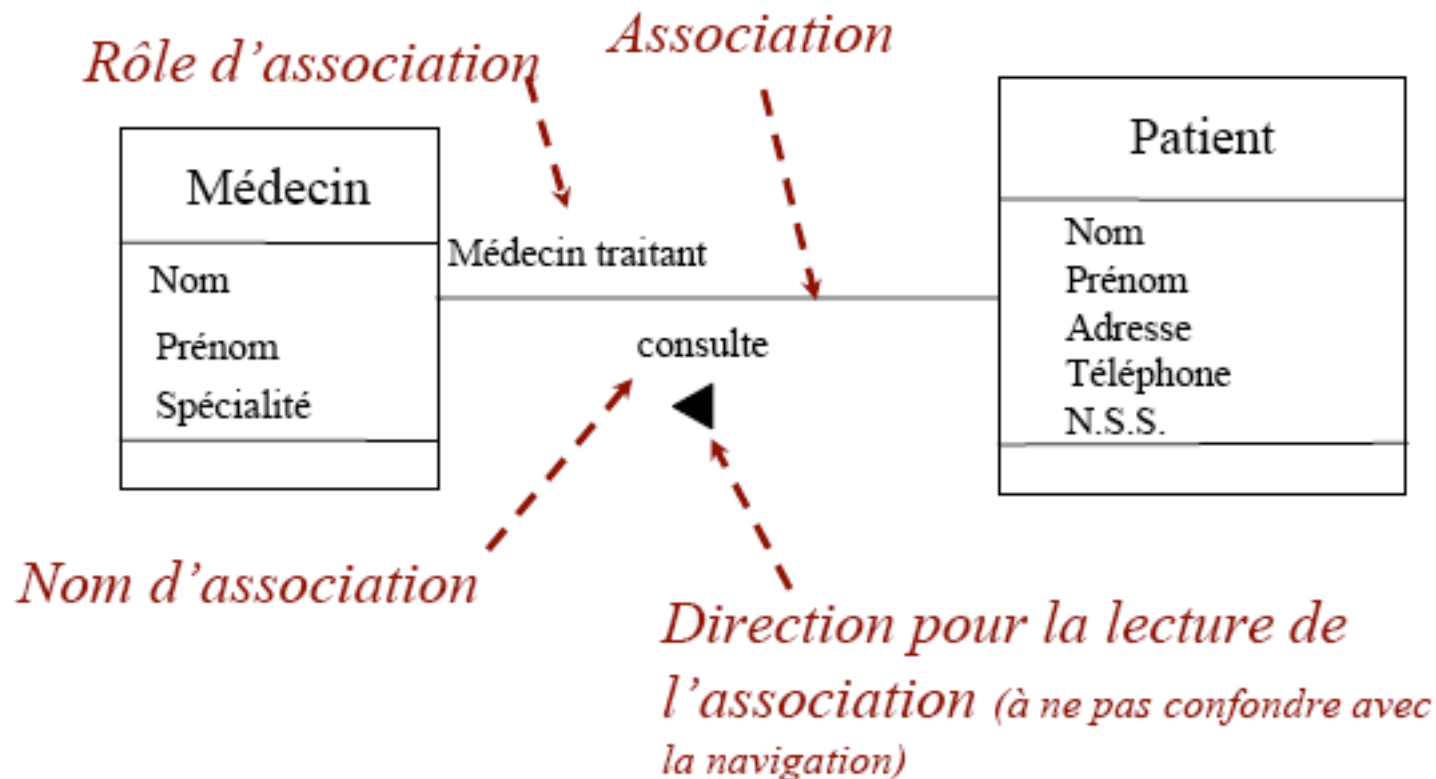 Association
Rôle d'association
Patient
Médecin
Nom
Médecin traitant
Nom
Prénom
Adresse
Prénom
consulte
Téléphone
Spécialité
N.S.S.
Nom d'association
Direction pour la lecture de
l'association (à ne pas confondre avec
la navigation)